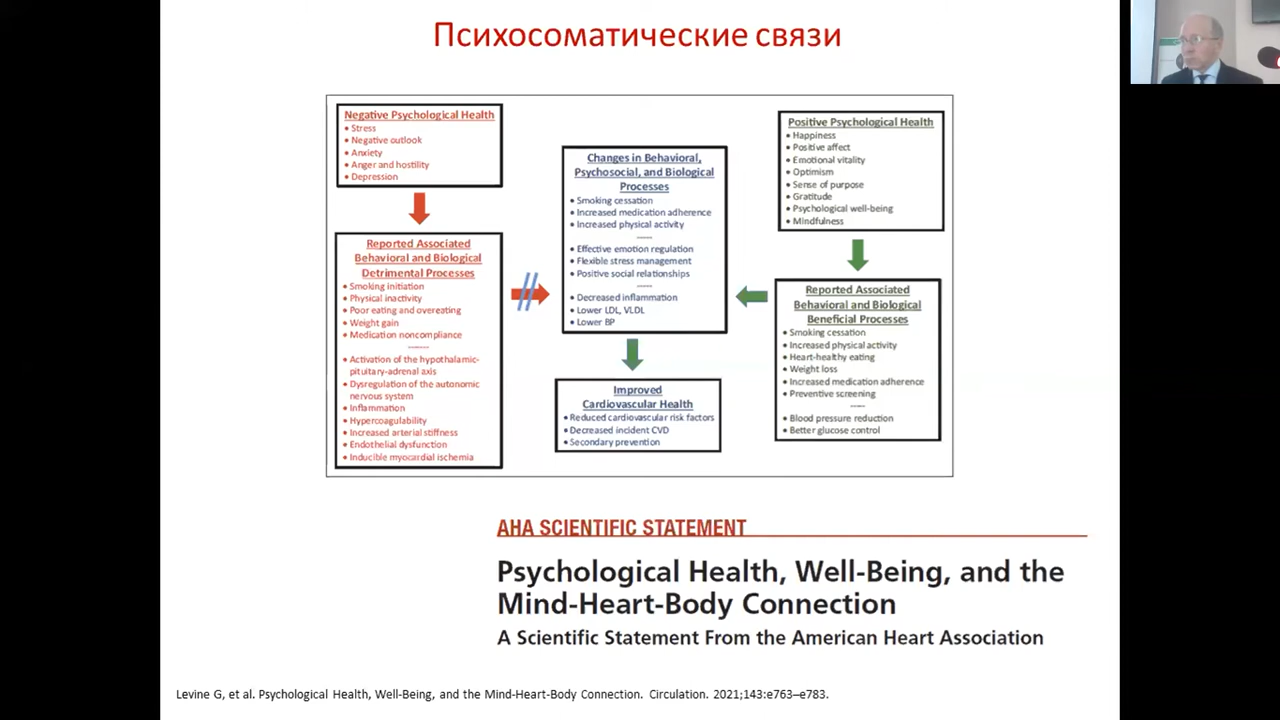 Психосоматические связи
Negative Psychological Health
• Stress
• Negative outlook
• Anxiety
• Anger and hostility
• Depression
Reported Associated
Behavioral and Biological
Detrimental Processes
• Smoking initiation
• Physical inactivity
• Poor eating and overeating
• Weight gain
• Medication noncompliance
------
• Activation of the hypothalamic-
pituitary-adrenal axis
• Dysregulation of the autonomic
nervous system
• Inflammation
• Hypercoagulability
• Increased arterial stiffness
• Endothelial dysfunction
• Inducible myocardial ischemia
Changes in Behavioral,
Psychosocial, and Biological
Processes
• Smoking cessation
• Increased medication adherence
• Increased physical activity
-----
• Effective emotion regulation
• Flexible stress management
• Positive social relationships
-----
• Decreased inflammation
• Lower LDL, VLDL
• Lower BP
Improved
Cardiovascular Health
• Reduced cardiovascular risk factors
• Decreased incident CVD
• Secondary prevention
Positive Psychological Health
• Happiness
• Positive affect
• Emotional vitality
• Optimism
• Sense of purpose
• Gratitude
• Psychological well-being
• Mindfulness
Reported Associated
Behavioral and Biological
Beneficial Processes
• Smoking cessation
• Increased physical activity
• Heart-healthy eating
• Weight loss
• Increased medication adherence
• Preventive screening
-----
• Blood pressure reduction
• Better glucose control
AHA SCIENTIFIC STATEMENT
Psychological Health, Well-Being, and the
Mind-Heart-Body Connection
A Scientific Statement From the American Heart Association
Levine G, et al. Psychological Health, Well-Being, and the Mind-Heart-Body Connection. Circulation. 2021;143:e763–e783.